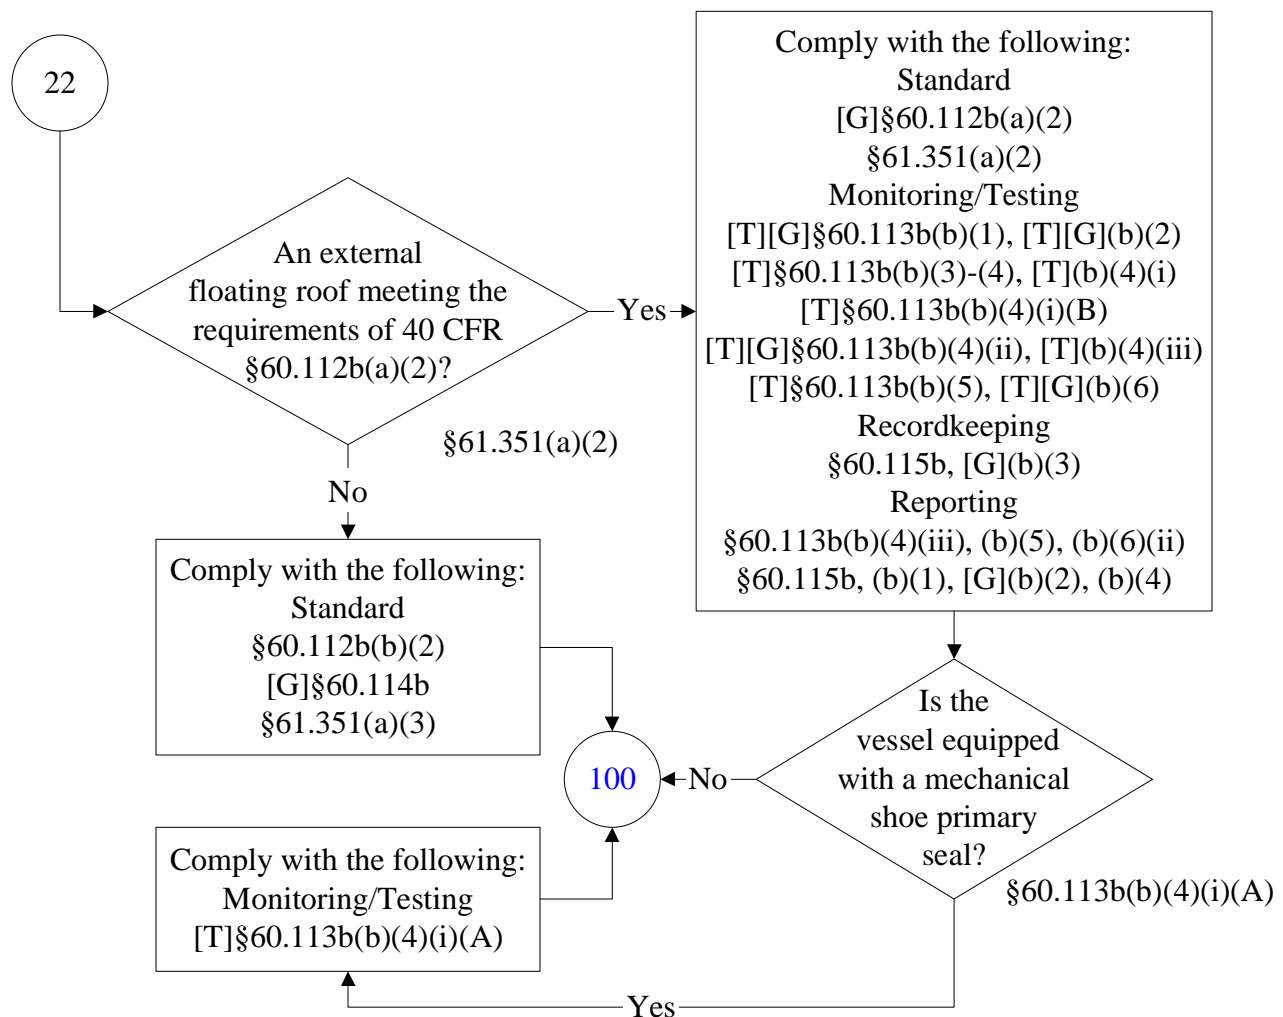 22
An external
floating roof meeting the
requirements of 40 CFR
§60.112b(a)(2)?
§61.351(a)(2)
Yes
No
Comply with the following:
Standard
[G]§60.112b(a)(2)
§61.351(a)(2)
Monitoring/Testing
[T][G]§60.113b(b)(1), [T][G](b)(2)
[T]§60.113b(b)(3)-(4), [T](b)(4)(i)
[T]§60.113b(b)(4)(i)(B)
[T][G]§60.113b(b)(4)(ii), [T](b)(4)(iii)
[T]§60.113b(b)(5), [T][G](b)(6)
Recordkeeping
§60.115b, [G](b)(3)
Reporting
§60.113b(b)(4)(iii), (b)(5), (b)(6)(ii)
§60.115b, (b)(1), [G](b)(2), (b)(4)
Comply with the following:
Standard
§60.112b(b)(2)
[G]§60.114b
§61.351(a)(3)
Is the
vessel equipped
with a mechanical
shoe primary
seal?
§60.113b(b)(4)(i)(A)
No
100
Yes
Comply with the following:
Monitoring/Testing
[T]§60.113b(b)(4)(i)(A)